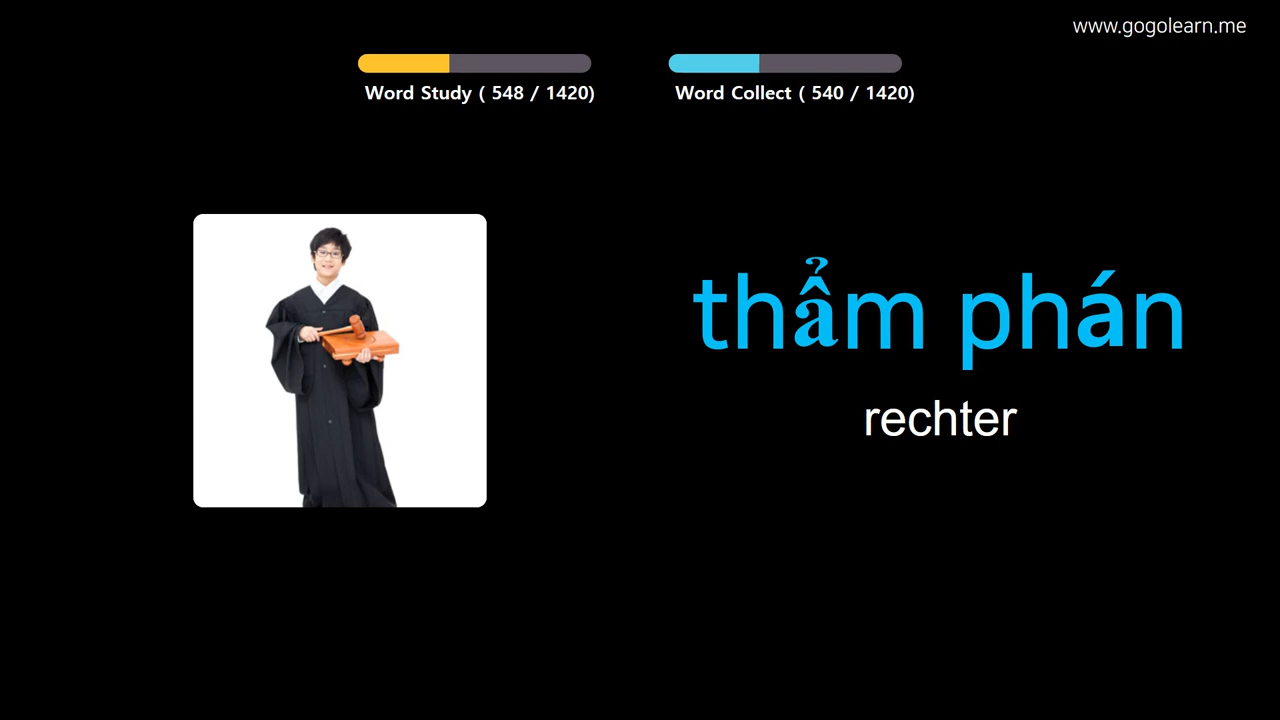 www.gogolearn.me
Word Study ( 548 / 1420)
Word Collect ( 540 / 1420)
thẩm phán
rechter